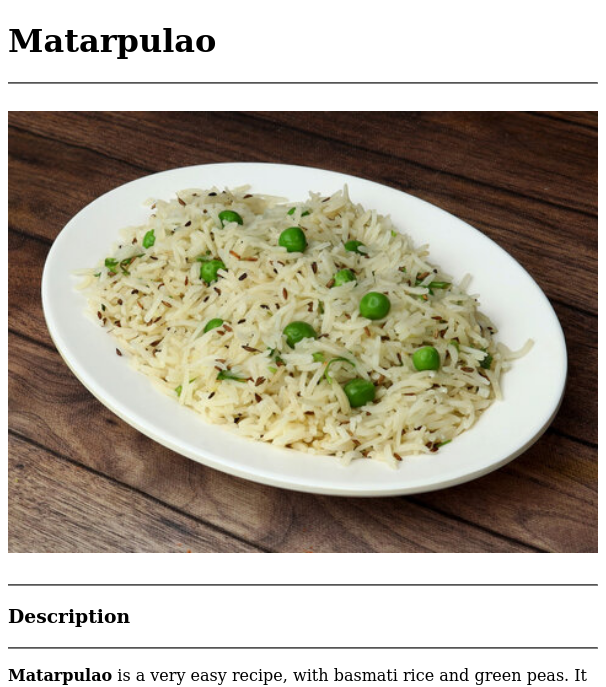 Matarpulao
Description
Matarpulao is a very easy recipe, with basmati rice and green peas. It